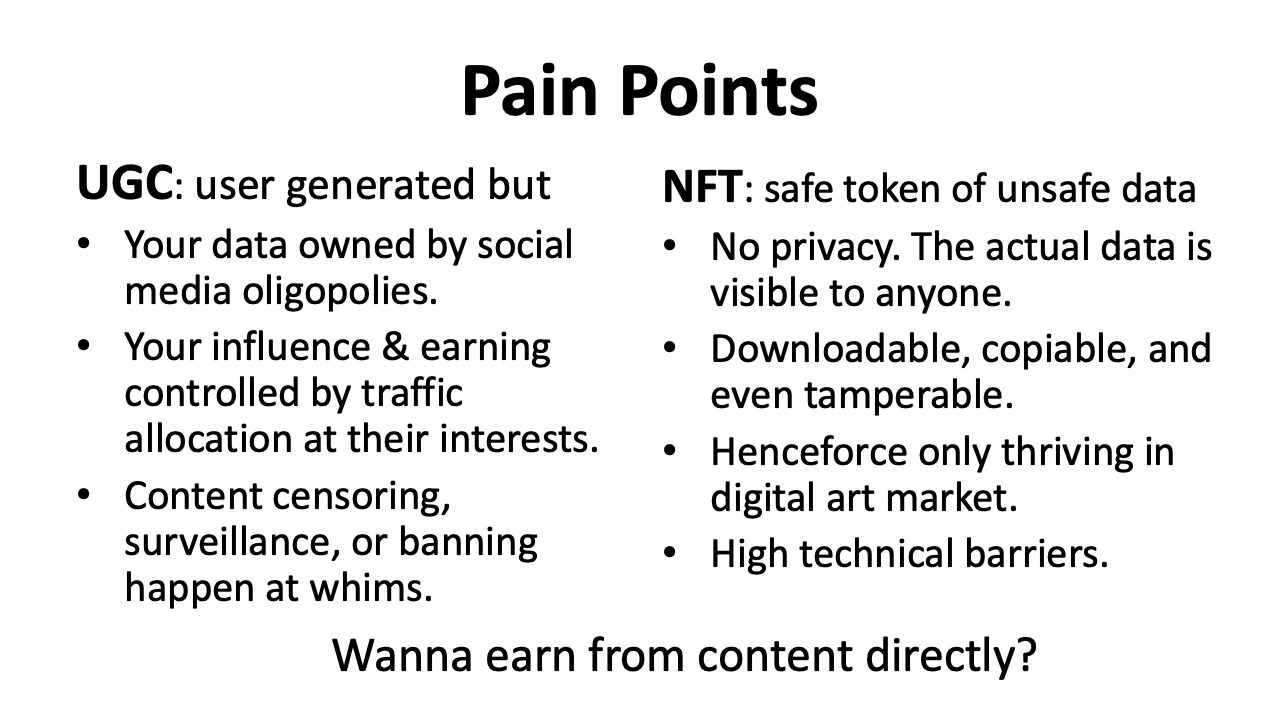 Pain Points
UGC: user generated but
• Your data owned by social
media oligopolies.
• Your influence & earning
controlled by traffic
allocation at their interests.
• Content censoring,
surveillance, or banning
happen at whims.
NFT: safe token of unsafe data
• No privacy. The actual data is
visible to anyone.
• Downloadable, copiable, and
even tamperable.
• Henceforce only thriving in
digital art market.
• High technical barriers.
Wanna earn from content directly?